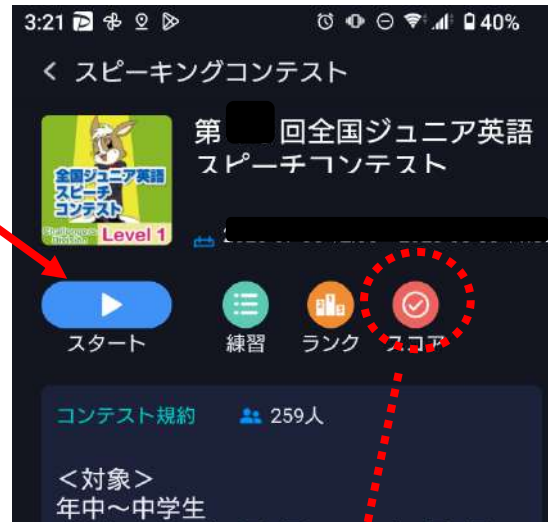 3:21
40%
スピーキングコンテスト
第 回全国ジュニア英語
スピーチコンテスト
全国ジュニア英語
スピーチ
コンテスト
Challengers
Division
Level 1
スタート
練習
ランク
スコア
コンテスト規約
259人
<対象>
年中～中学生